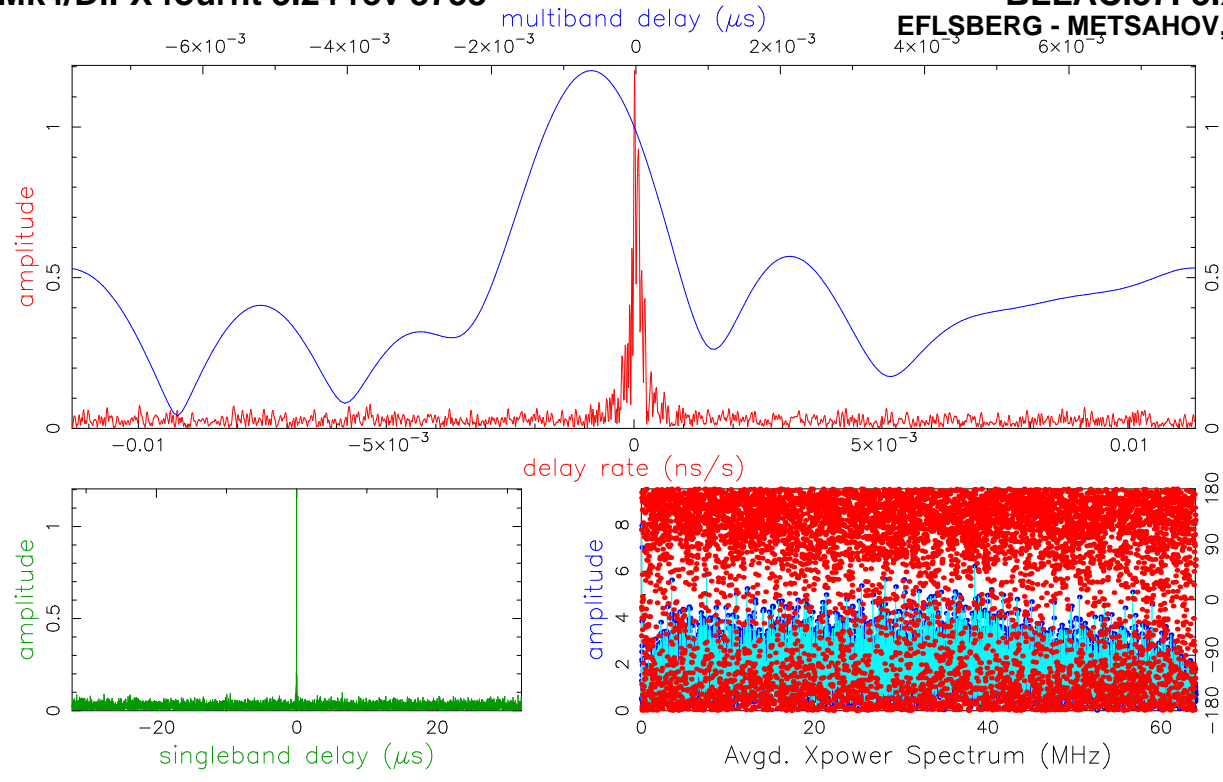 multiband delay (μs)
EFLSBERG - METSAHOV,
−6×10⁻³ −4×10⁻³ −2×10⁻³ 0 2×10⁻³ 4×10⁻³ 6×10⁻³
amplitude
0 0.5 1
0 0.5 1
−0.01 −5×10⁻³ 0 5×10⁻³ 0.01
delay rate (ns/s)
amplitude
0 0.5 1
−20 0 20
singleband delay (μs)
amplitude
0 2 4 6 8
−180 −90 0 90 180
0 20 40 60
Avgd. Xpower Spectrum (MHz)